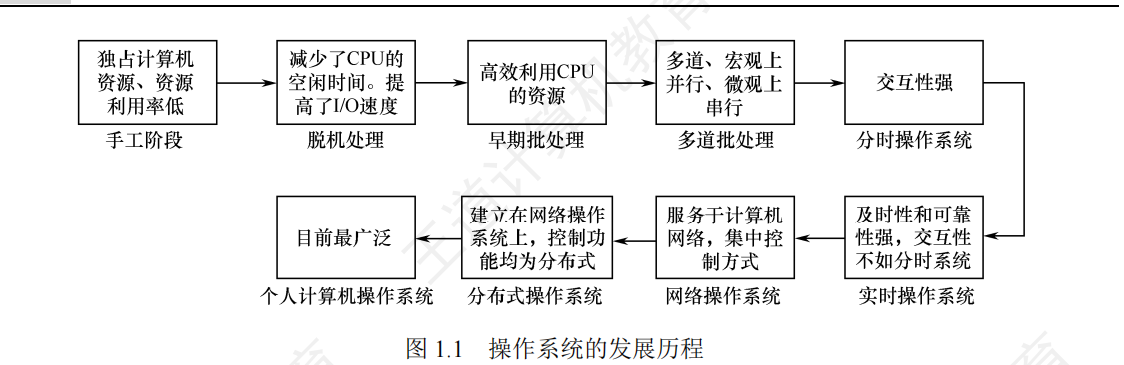 独占计算机
资源、资源
利用率低
手工阶段
减少了CPU的
空闲时间。提
高了I/O速度
脱机处理
高效利用CPU
的资源
早期批处理
多道、宏观上
并行、微观上
串行
多道批处理
交互性强
分时操作系统
及时性和可靠
性强，交互性
不如分时系统
实时操作系统
服务于计算机
网络，集中控
制方式
网络操作系统
建立在网络操作
系统上，控制功
能均为分布式
分布式操作系统
目前最广泛
个人计算机操作系统
图 1.1 操作系统的发展历程
王道计算机教育
育
育